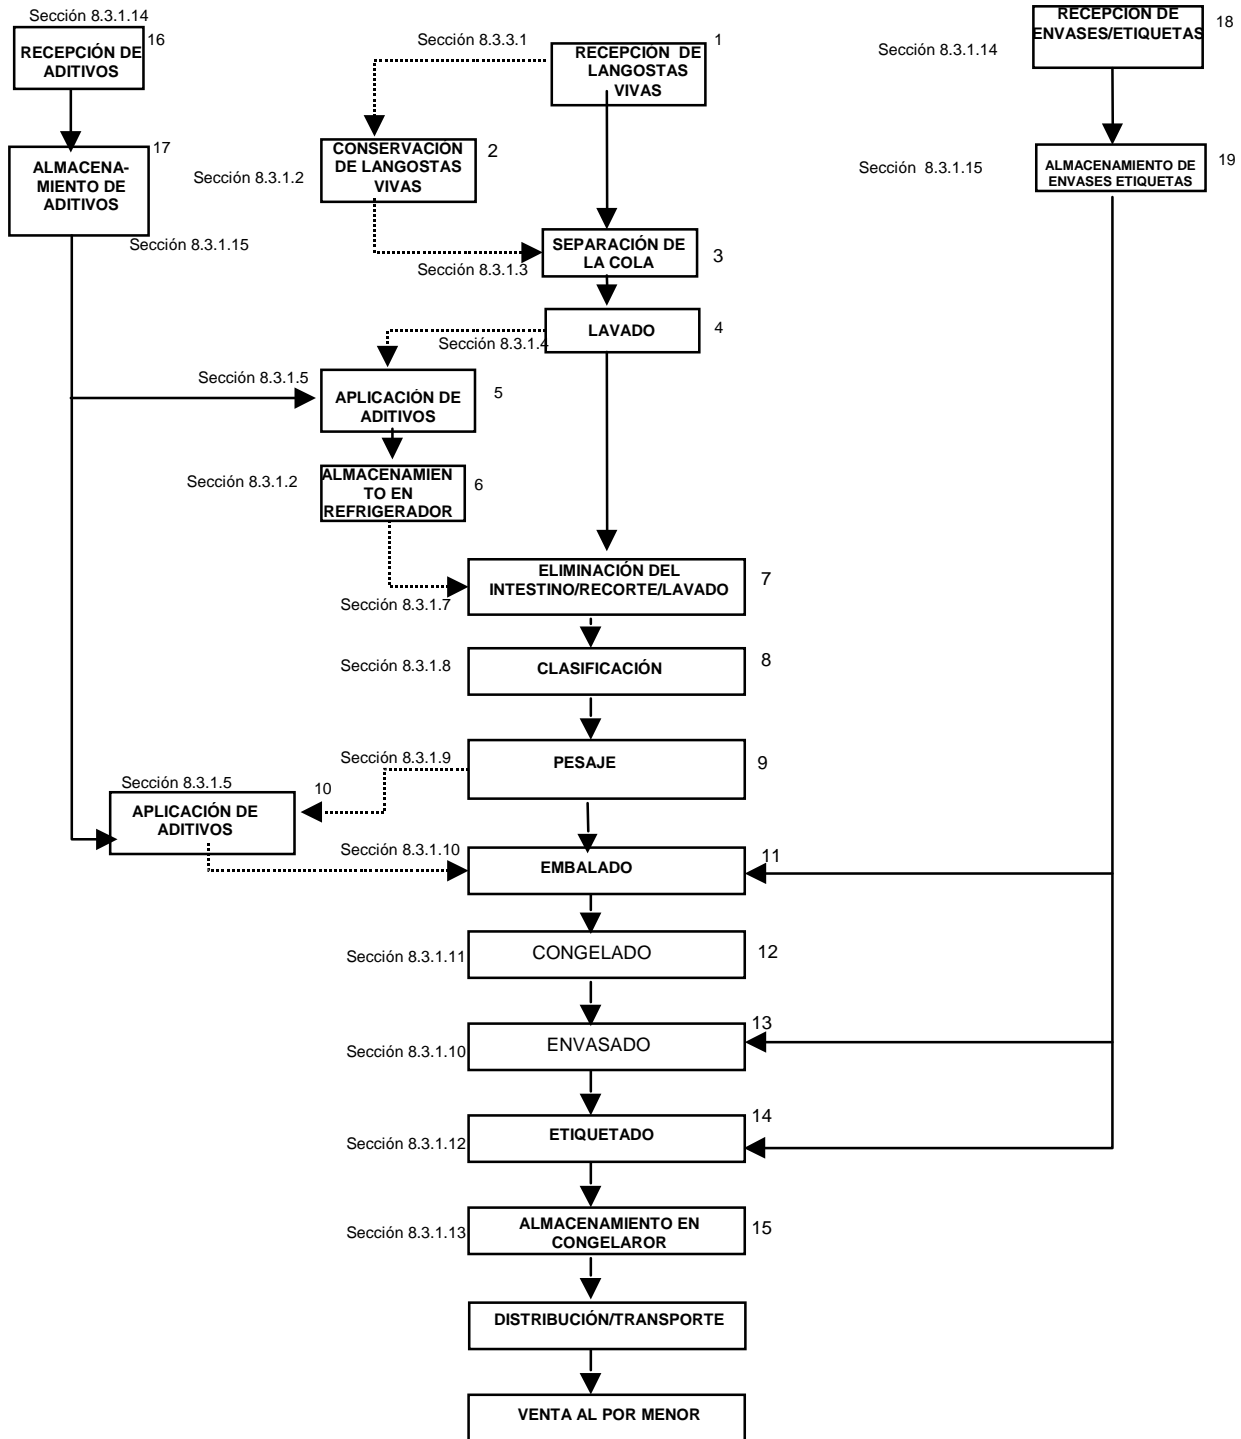 Sección 8.3.1.14
16
RECEPCIÓN DE
ADITIVOS
Sección 8.3.3.1
1
RECEPCIÓN DE
LANGOSTAS
VIVAS
RECEPCION DE
ENVASES/ETIQUETAS
18
Sección 8.3.1.14
17
ALMACENA-
MIENTO DE
ADITIVOS
Sección 8.3.1.15
CONSERVACIÓN
DE LANGOSTAS
VIVAS
2
Sección 8.3.1.2
Sección 8.3.1.15
ALMACENAMIENTO DE
ENVASES ETIQUETAS
19
SEPARACIÓN DE
LA COLA
3
Sección 8.3.1.3
LAVADO
4
Sección 8.3.1.4
Sección 8.3.1.5
APLICACIÓN DE
ADITIVOS
5
Sección 8.3.1.2
ALMACENAMIEN
TO EN
REFRIGERADOR
6
ELIMINACIÓN DEL
INTESTINO/RECORTE/LAVADO
7
Sección 8.3.1.7
Sección 8.3.1.8
CLASIFICACIÓN
8
Sección 8.3.1.9
PESAJE
9
Sección 8.3.1.5
10
APLICACIÓN DE
ADITIVOS
Sección 8.3.1.10
EMBALADO
11
Sección 8.3.1.11
CONGELADO
12
Sección 8.3.1.10
ENVASADO
13
Sección 8.3.1.12
ETIQUETADO
14
Sección 8.3.1.13
ALMACENAMIENTO EN
CONGELAROR
15
DISTRIBUCIÓN/TRANSPORTE
VENTA AL POR MENOR